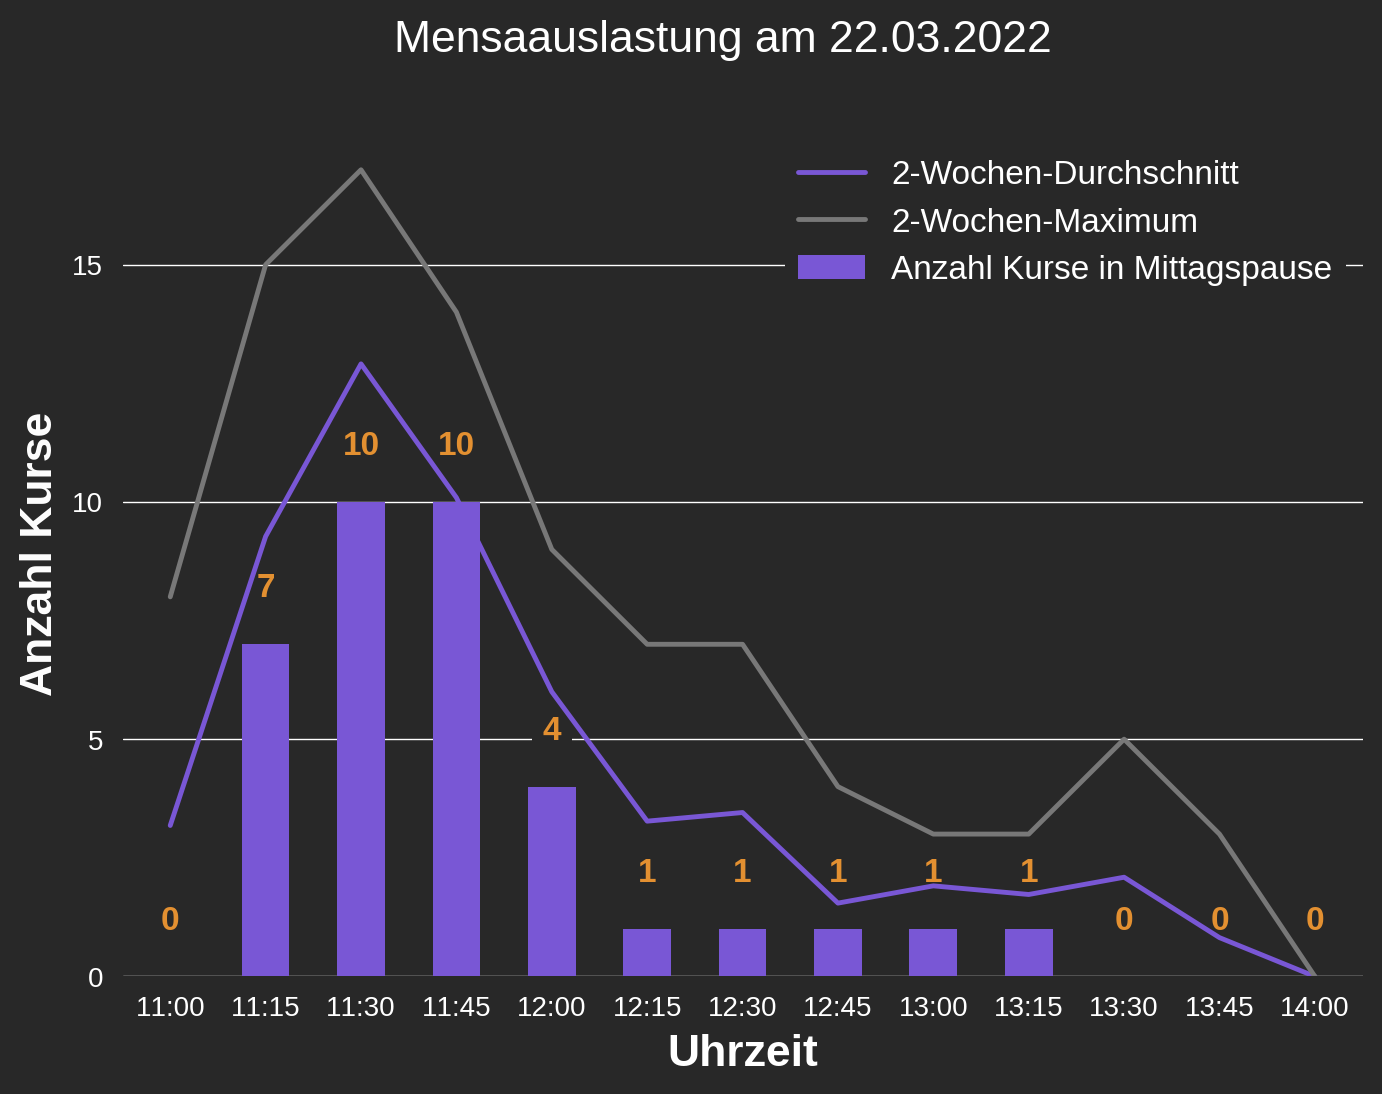 Mensaauslastung am 22.03.2022
2-Wochen-Durchschnitt
2-Wochen-Maximum
Anzahl Kurse in Mittagspause
Anzahl Kurse
15
10
5
0
10 10
7
4
1 1 1 1 1
0 0 0 0
11:00 11:15 11:30 11:45 12:00 12:15 12:30 12:45 13:00 13:15 13:30 13:45 14:00
Uhrzeit